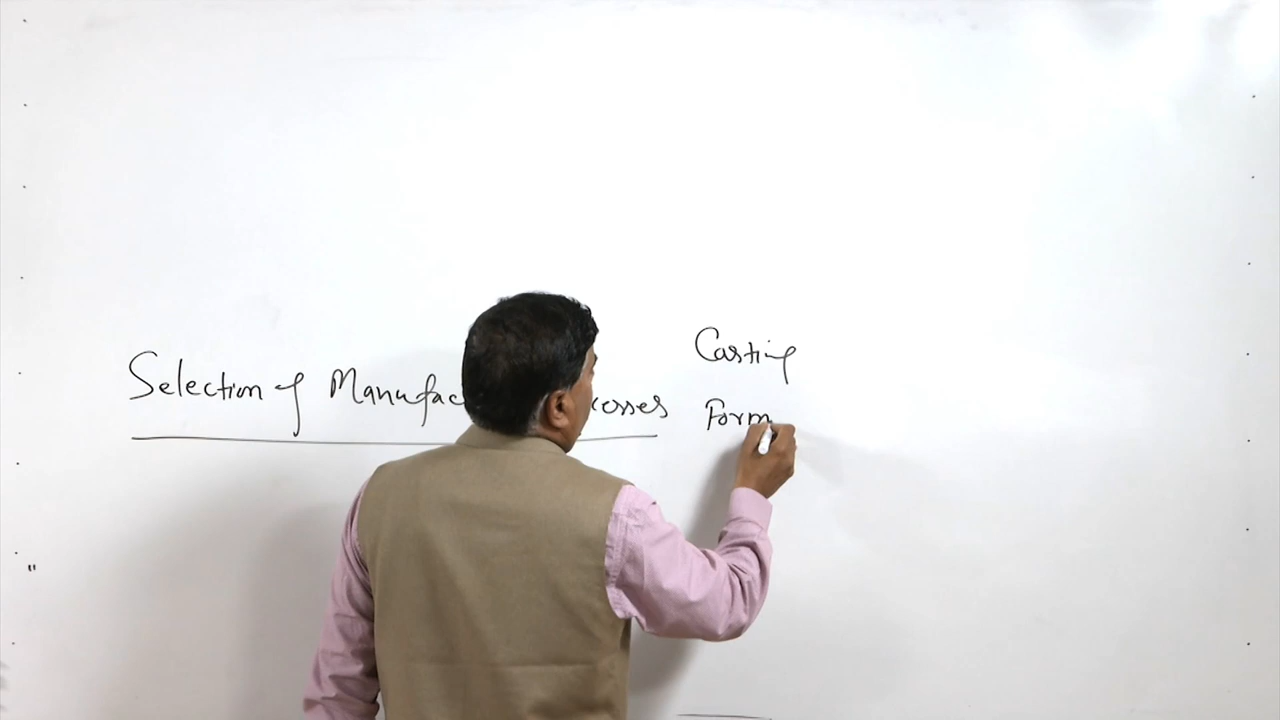 Selection of Manufac cesses
Casting
Form